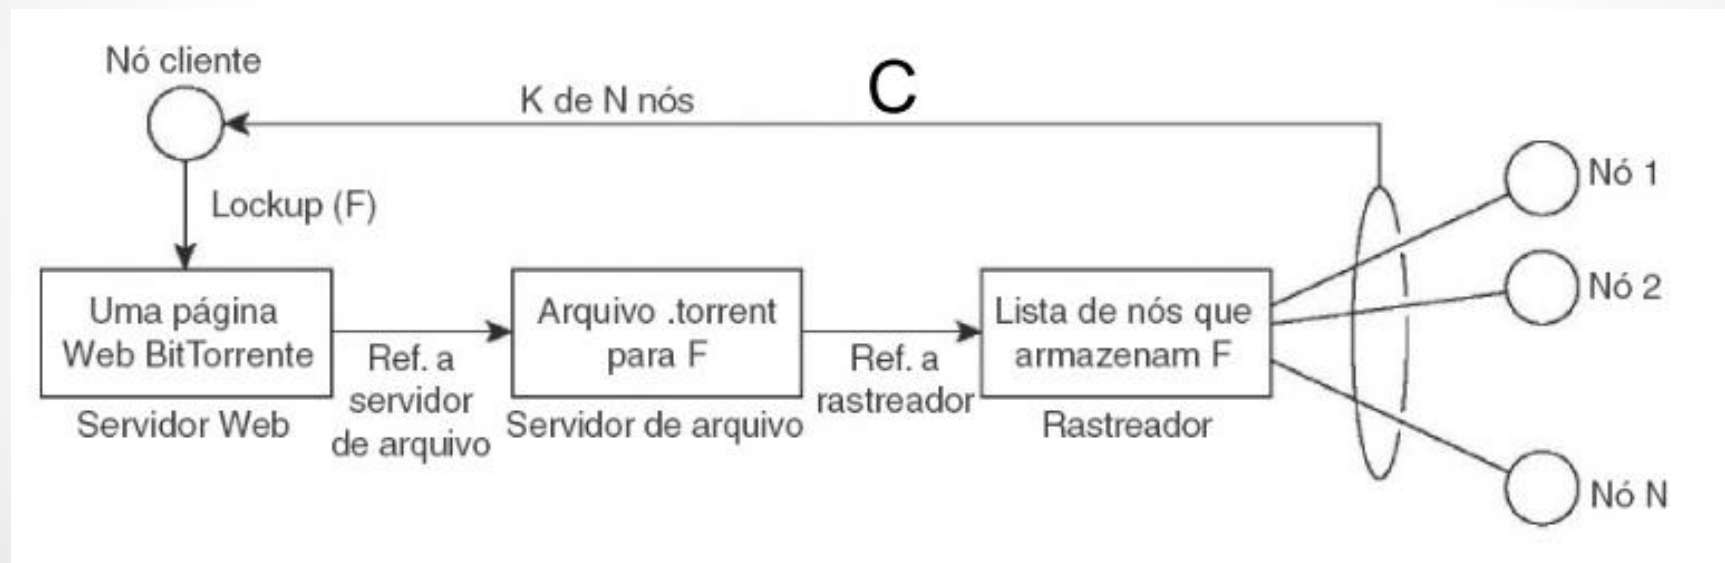 Nó cliente
K de N nós
C
Lockup (F)
Nó 1
Nó 2
Nó N
Uma página
Web BitTorrente
Servidor Web
Ref. a
servidor
de arquivo
Arquivo .torrent
para F
Servidor de arquivo
Ref. a
rastreador
Lista de nós que
armazenam F
Rastreador